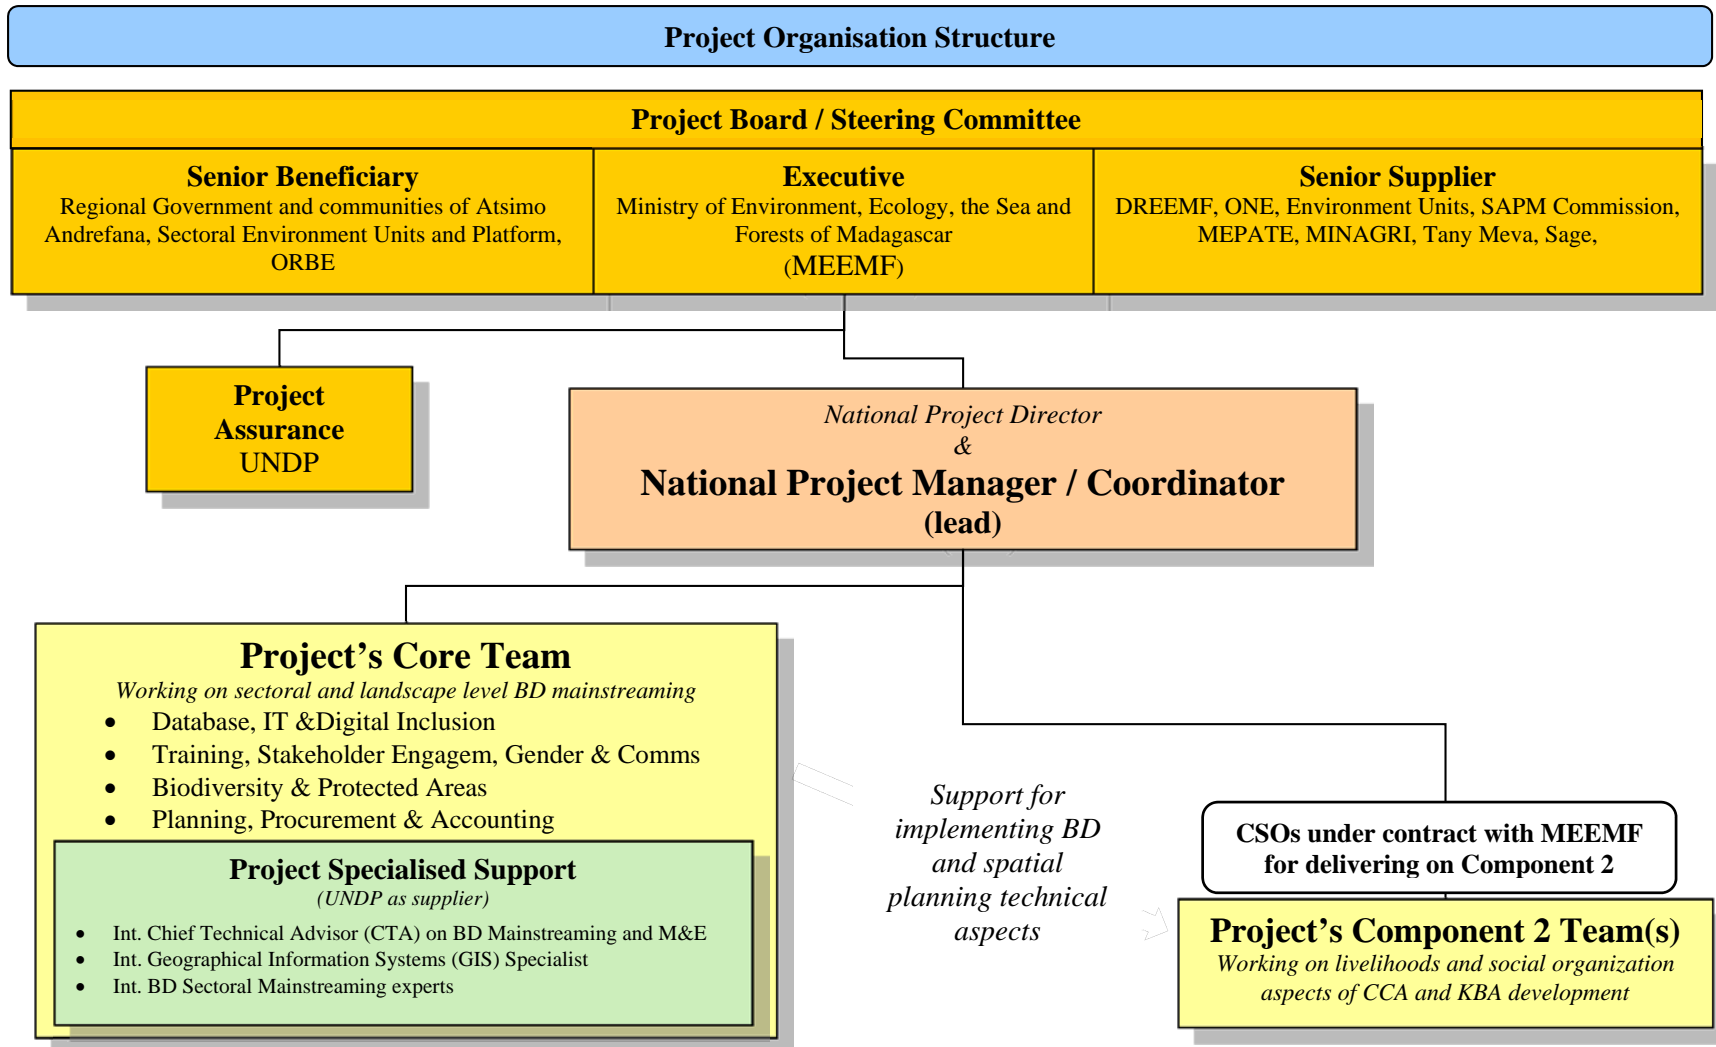 Project Organisation Structure
Project Board / Steering Committee
Senior Beneficiary
Regional Government and communities of Atsimo
Andrefana, Sectoral Environment Units and Platform,
ORBE
Executive
Ministry of Environment, Ecology, the Sea and
Forests of Madagascar
(MEEMF)
Senior Supplier
DREEMF, ONE, Environment Units, SAPM Commission,
MEPATE, MINAGRI, Tany Meva, Sage,
Project
Assurance
UNDP
National Project Director
&
National Project Manager / Coordinator
(lead)
Project’s Core Team
Working on sectoral and landscape level BD mainstreaming
• Database, IT &Digital Inclusion
• Training, Stakeholder Engagem, Gender & Comms
• Biodiversity & Protected Areas
• Planning, Procurement & Accounting
Project Specialised Support
(UNDP as supplier)
• Int. Chief Technical Advisor (CTA) on BD Mainstreaming and M&E
• Int. Geographical Information Systems (GIS) Specialist
• Int. BD Sectoral Mainstreaming experts
Support for
implementing BD
and spatial
planning technical
aspects
CSOs under contract with MEEMF
for delivering on Component 2
Project’s Component 2 Team(s)
Working on livelihoods and social organization
aspects of CCA and KBA development